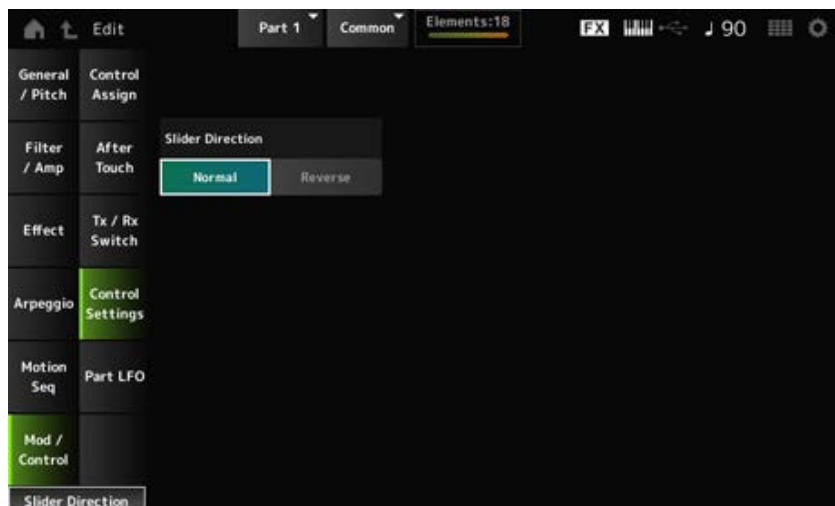 Edit
Part 1
Common
Elements:18
FX
♩ 90
General
/ Pitch
Control
Assign
Filter
/ Amp
After
Touch
Slider Direction
Normal
Reverse
Effect
Tx / Rx
Switch
Arpeggio
Control
Settings
Motion
Seq
Part LFO
Mod /
Control
Slider Direction